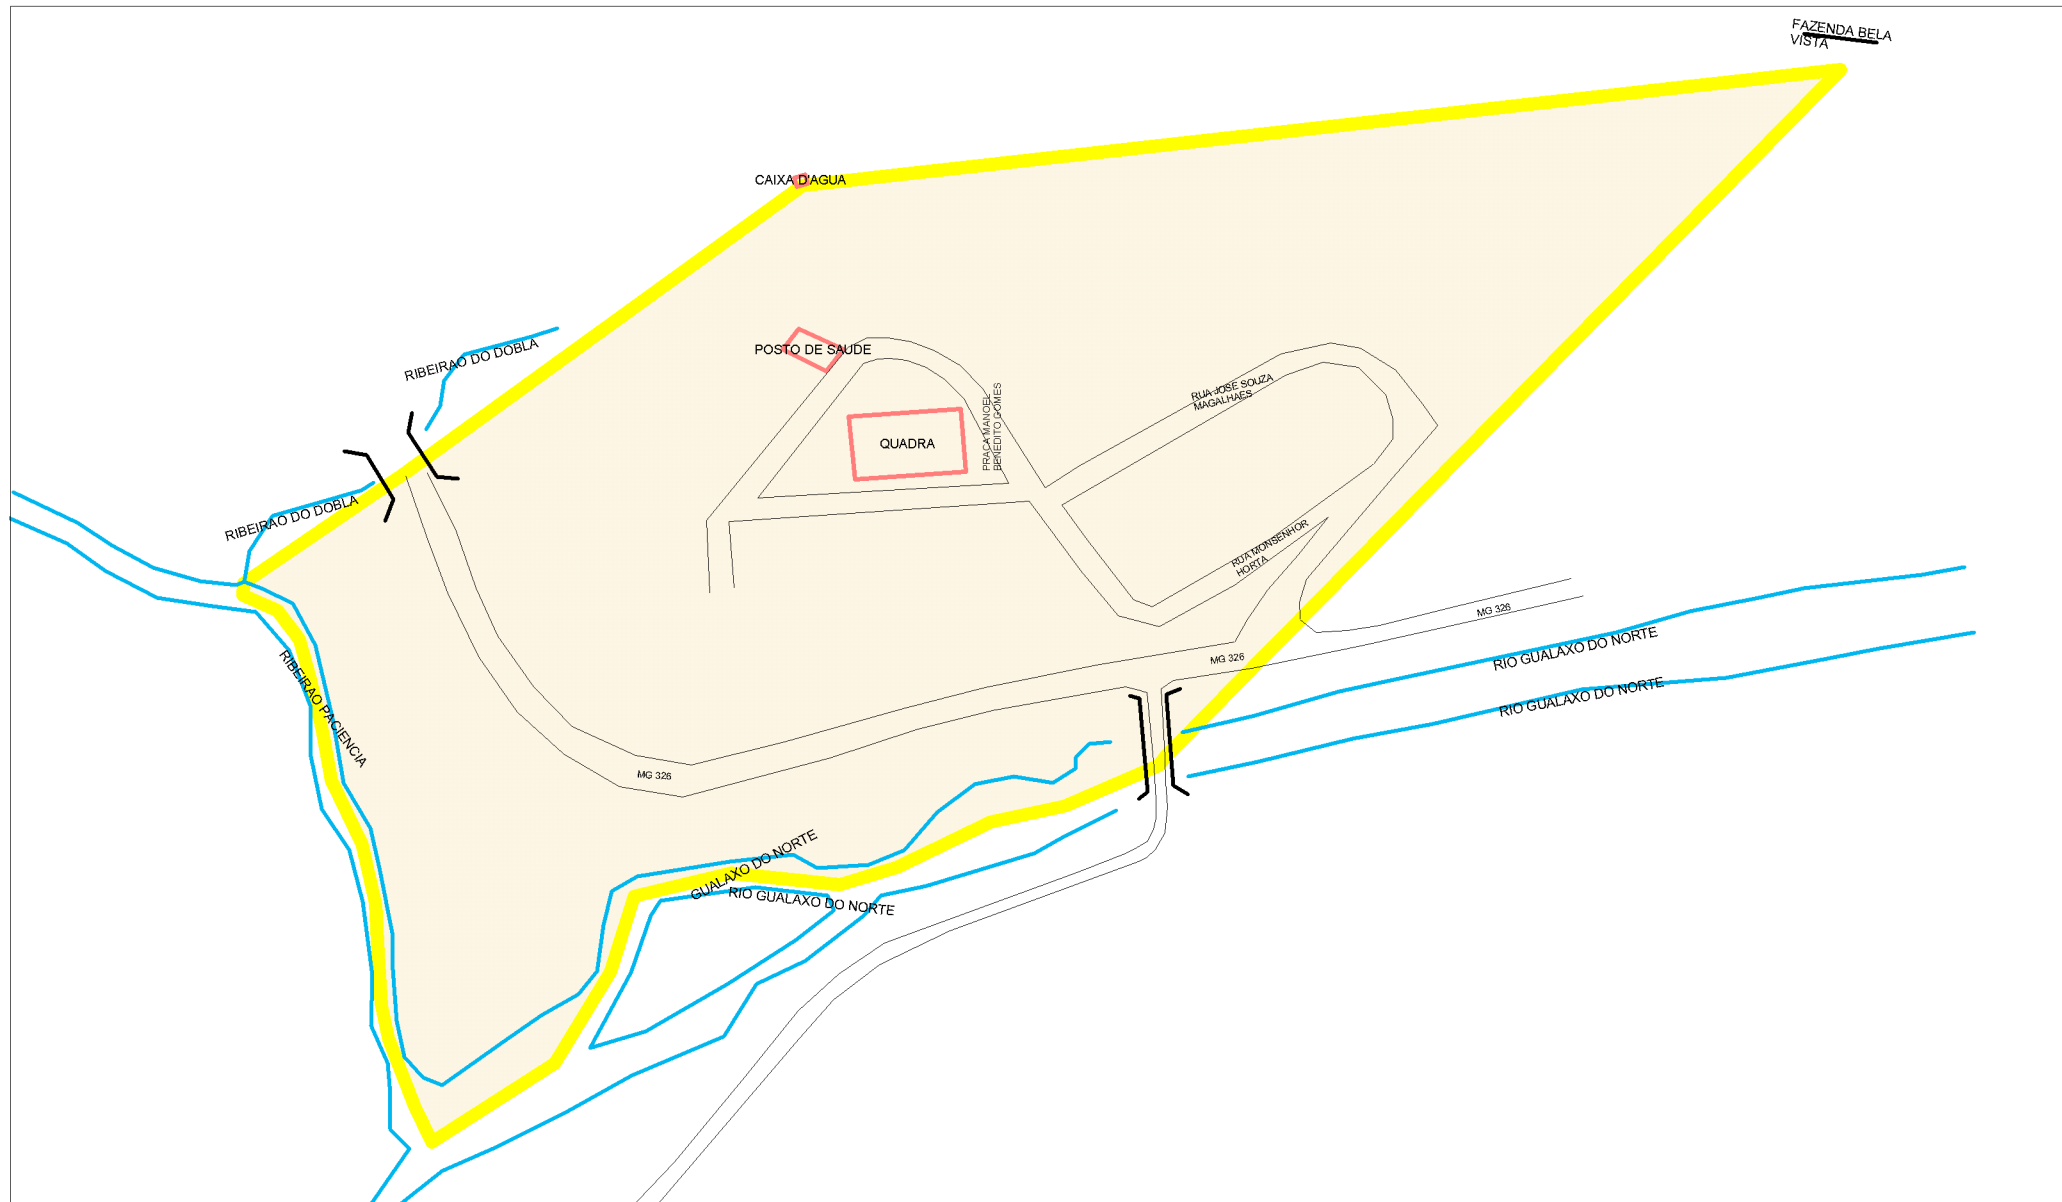 FAZENDA BELA
VISTA
CAIXA D'AGUA
RIBEIRAO DO DOBLA
POSTO DE SAUDE
PRACA MANOEL
BENEDITO GOMES
RUA JOSE SOUZA
MAGALHAES
QUADRA
RIBEIRAO DO DOBLA
RUA MONSENHOR
HORTA
MG 326
RIO GUALAXO DO NORTE
MG 326
RIO GUALAXO DO NORTE
RIBEIRAO PACIENCIA
MG 326
GUALAXO DO NORTE
RIO GUALAXO DO NORTE